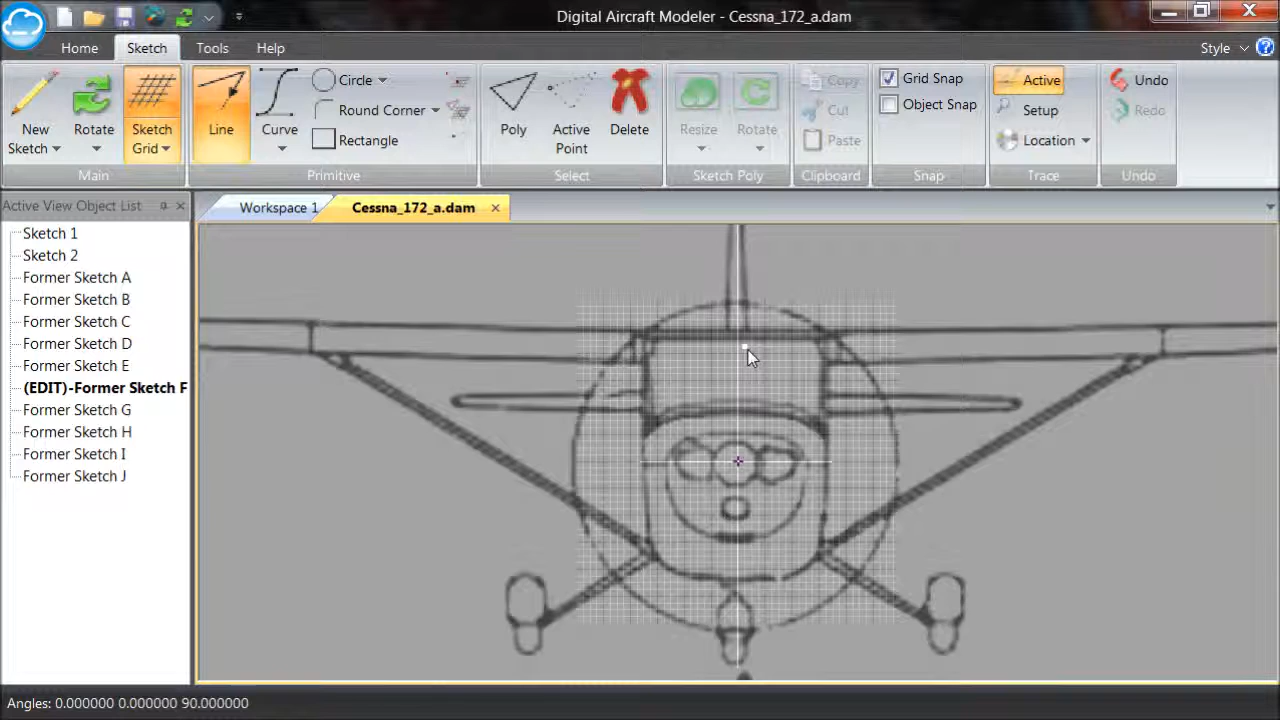 Digital Aircraft Modeler - Cessna_172_a.dam
Home Sketch Tools Help Style
New Sketch
Rotate
Sketch Grid
Main
Line
Curve
Circle
Round Corner
Rectangle
Primitive
Poly
Active Point
Delete
Select
Resize
Rotate
Sketch Poly
Copy
Cut
Paste
Clipboard
Grid Snap
Object Snap
Snap
Active
Setup
Location
Trace
Undo
Redo
Undo
Active View Object List
Workspace 1
Cessna_172_a.dam
Sketch 1
Sketch 2
Former Sketch A
Former Sketch B
Former Sketch C
Former Sketch D
Former Sketch E
(EDIT)-Former Sketch F
Former Sketch G
Former Sketch H
Former Sketch I
Former Sketch J
Angles: 0.000000 0.000000 90.000000